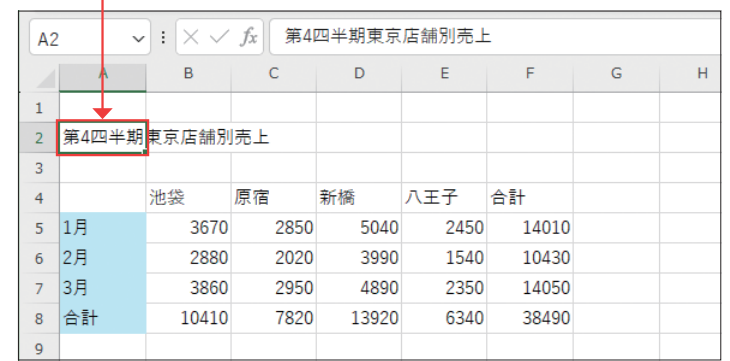 A2 fx 第4四半期東京店舗別売上
A B C D E F G H
1
2 第4四半期東京店舗別売上
3
4 池袋 原宿 新橋 八王子 合計
5 1月 3670 2850 5040 2450 14010
6 2月 2880 2020 3990 1540 10430
7 3月 3860 2950 4890 2350 14050
8 合計 10410 7820 13920 6340 38490
9